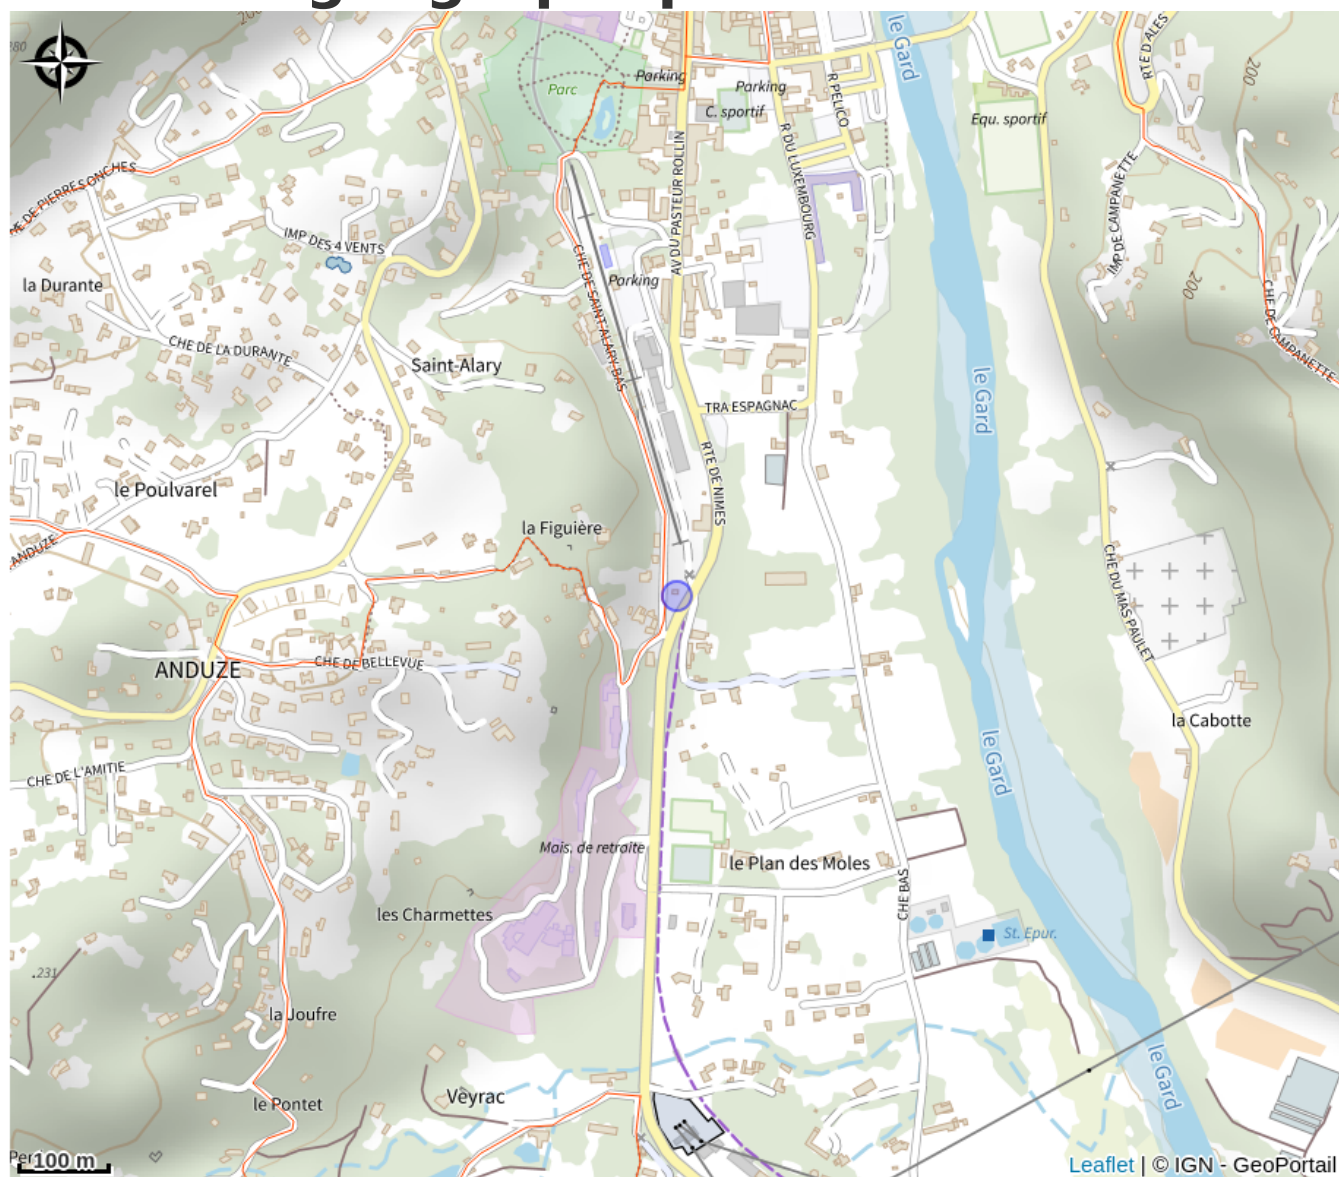 le Gard
RTE D'ALES
200
Parking
Parc
Parking
C. sportif
R PELICO
Equ. sportif
AV DU PASTEUR ROLLIN
R DU LUXEMBOURG
IMP DE CAMPANETTE
200
CHE DE PIERRESONCHES
IMP DES 4 VENTS
la Durante
Parking
CHE DE SAINT-ALARY BAS
CHE DE CAMPANETTE
CHE DE LA DURANTE
Saint-Alary
le Gard
TRA ESPAGNAC
RTE DE NIMES
le Poulvarel
la Figuière
ANDUZE
CHE DU MAS PAULET
ANDUZE
CHE DE BELLEVUE
la Cabotte
le Gard
CHE DE L'AMITIE
Mais. de retraite
le Plan des Moles
CHE BAS
les Charmettes
St. Epur.
.231
la Joufre
le Gard
Veyrac
le Pontet
100 m
Leaflet | © IGN - GeoPortail